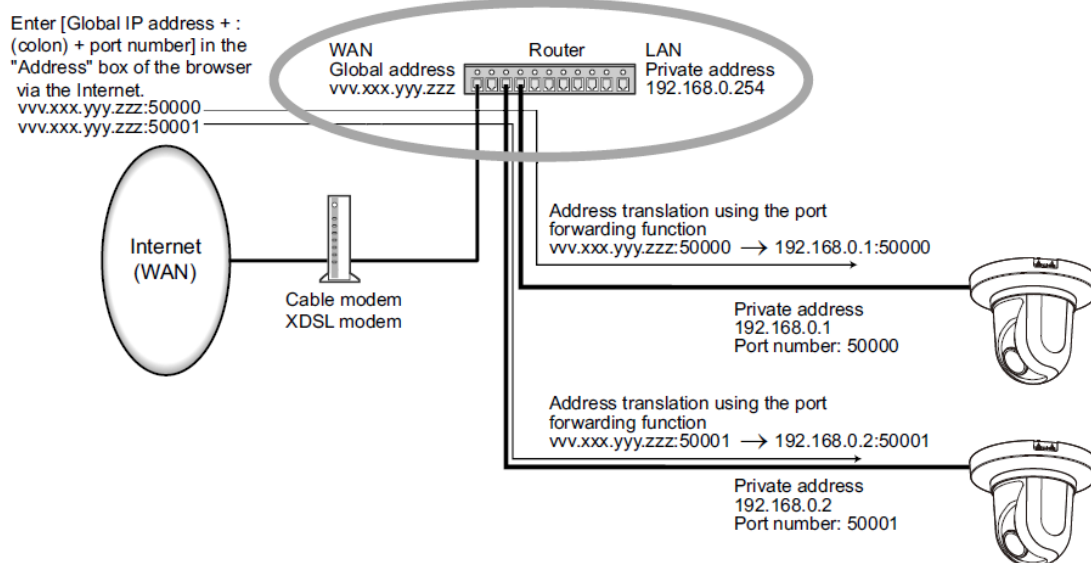 Enter [Global IP address + :
(colon) + port number] in the
"Address" box of the browser
via the Internet.
vvv.xxx.yyy.zzz:50000
vvv.xxx.yyy.zzz:50001
WAN
Global address
vvv.xxx.yyy.zzz
Router
LAN
Private address
192.168.0.254
Internet
(WAN)
Cable modem
XDSL modem
Address translation using the port
forwarding function
vvv.xxx.yyy.zzz:50000 → 192.168.0.1:50000
Private address
192.168.0.1
Port number: 50000
Address translation using the port
forwarding function
vvv.xxx.yyy.zzz:50001 → 192.168.0.2:50001
Private address
192.168.0.2
Port number: 50001